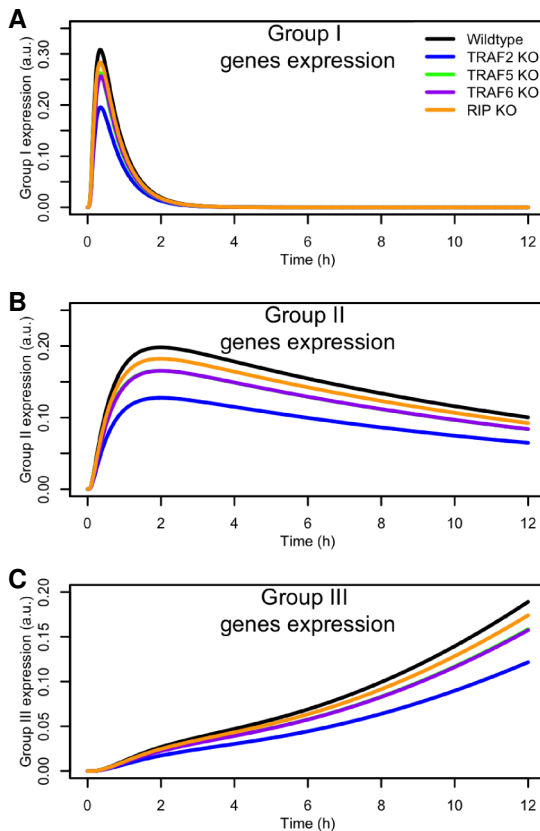 A
Group I
genes expression
Wildtype
TRAF2 KO
TRAF5 KO
TRAF6 KO
RIP KO
Group I expression (a.u.)
0.30
0.20
0.10
0.00
0 2 4 6 8 10 12
Time (h)
B
Group II
genes expression
Group II expression (a.u.)
0.20
0.10
0.00
0 2 4 6 8 10 12
Time (h)
C
Group III
genes expression
Group III expression (a.u.)
0.20
0.15
0.10
0.05
0.00
0 2 4 6 8 10 12
Time (h)